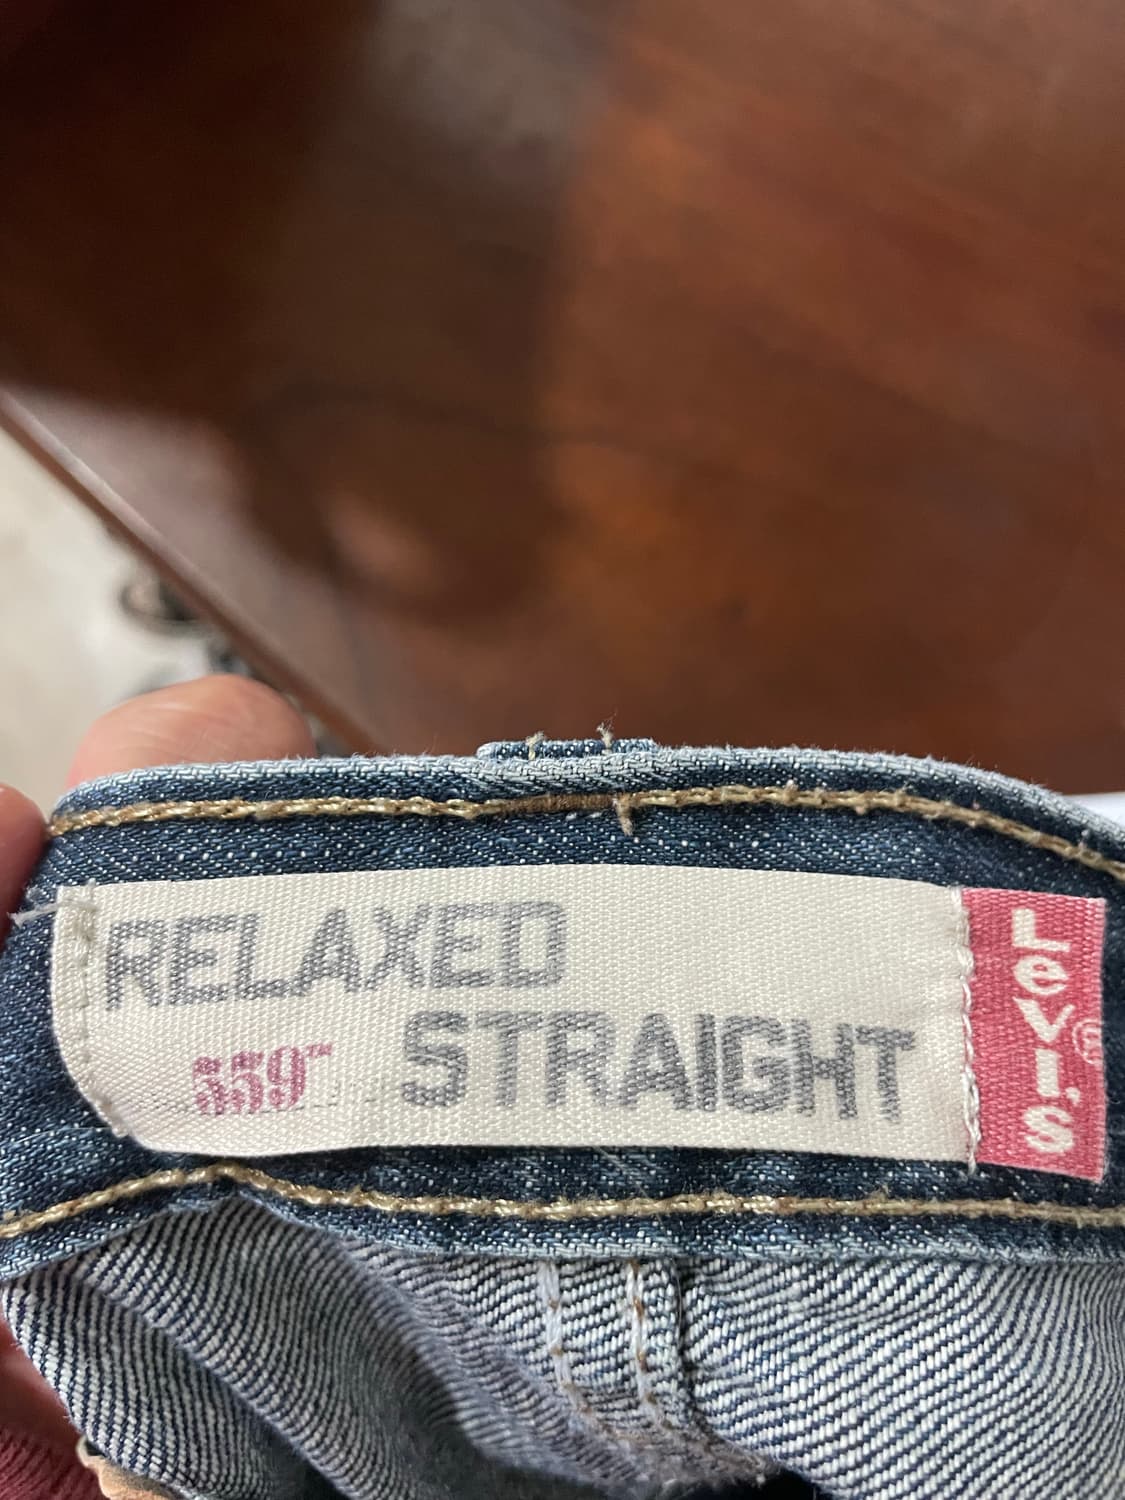 RELAXED
STRAIGHT
559™
LeVI'S®